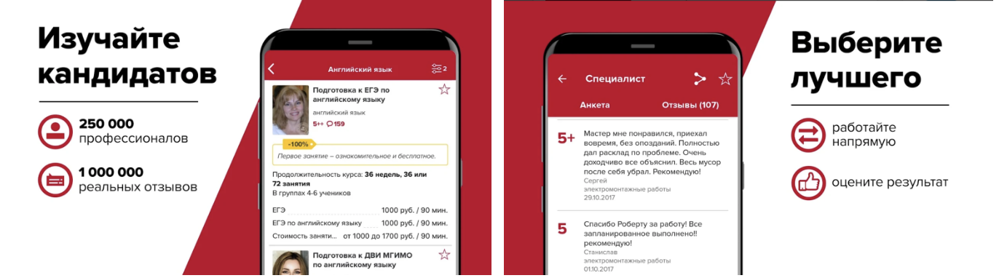 Изучайте
кандидатов
250 000
профессионалов
1 000 000
реальных отзывов
Английский язык
2
Подготовка к ЕГЭ по
английскому языку
английский язык
5++ 159
-100%
Первое занятие – ознакомительное и бесплатное.
Продолжительность курса: 36 недель, 36 или
72 занятия
В группах 4-6 учеников
ЕГЭ 1000 руб. / 90 мин.
ЕГЭ по английскому языку 1000 руб. / 90 мин.
Стоимость заняти... от 1000 до 1700 руб. / 90 мин.
Подготовка к ДВИ МГИМО
по английскому языку
Специалист
Анкета Отзывы (107)
5+
Мастер мне понравился, приехал
вовремя, без опозданий. Полностью
дал расклад по проблеме. Очень
доходчиво все объяснил. Весь мусор
после себя убрал. Рекомендую!
Сергей
электромонтажные работы
29.10.2017
5
Спасибо Роберту за работу! Все
запланированное выполнено!!
рекомендую!
Станислав
электромонтажные работы
01.10.2017
Выберите
лучшего
работайте
напрямую
оцените результат